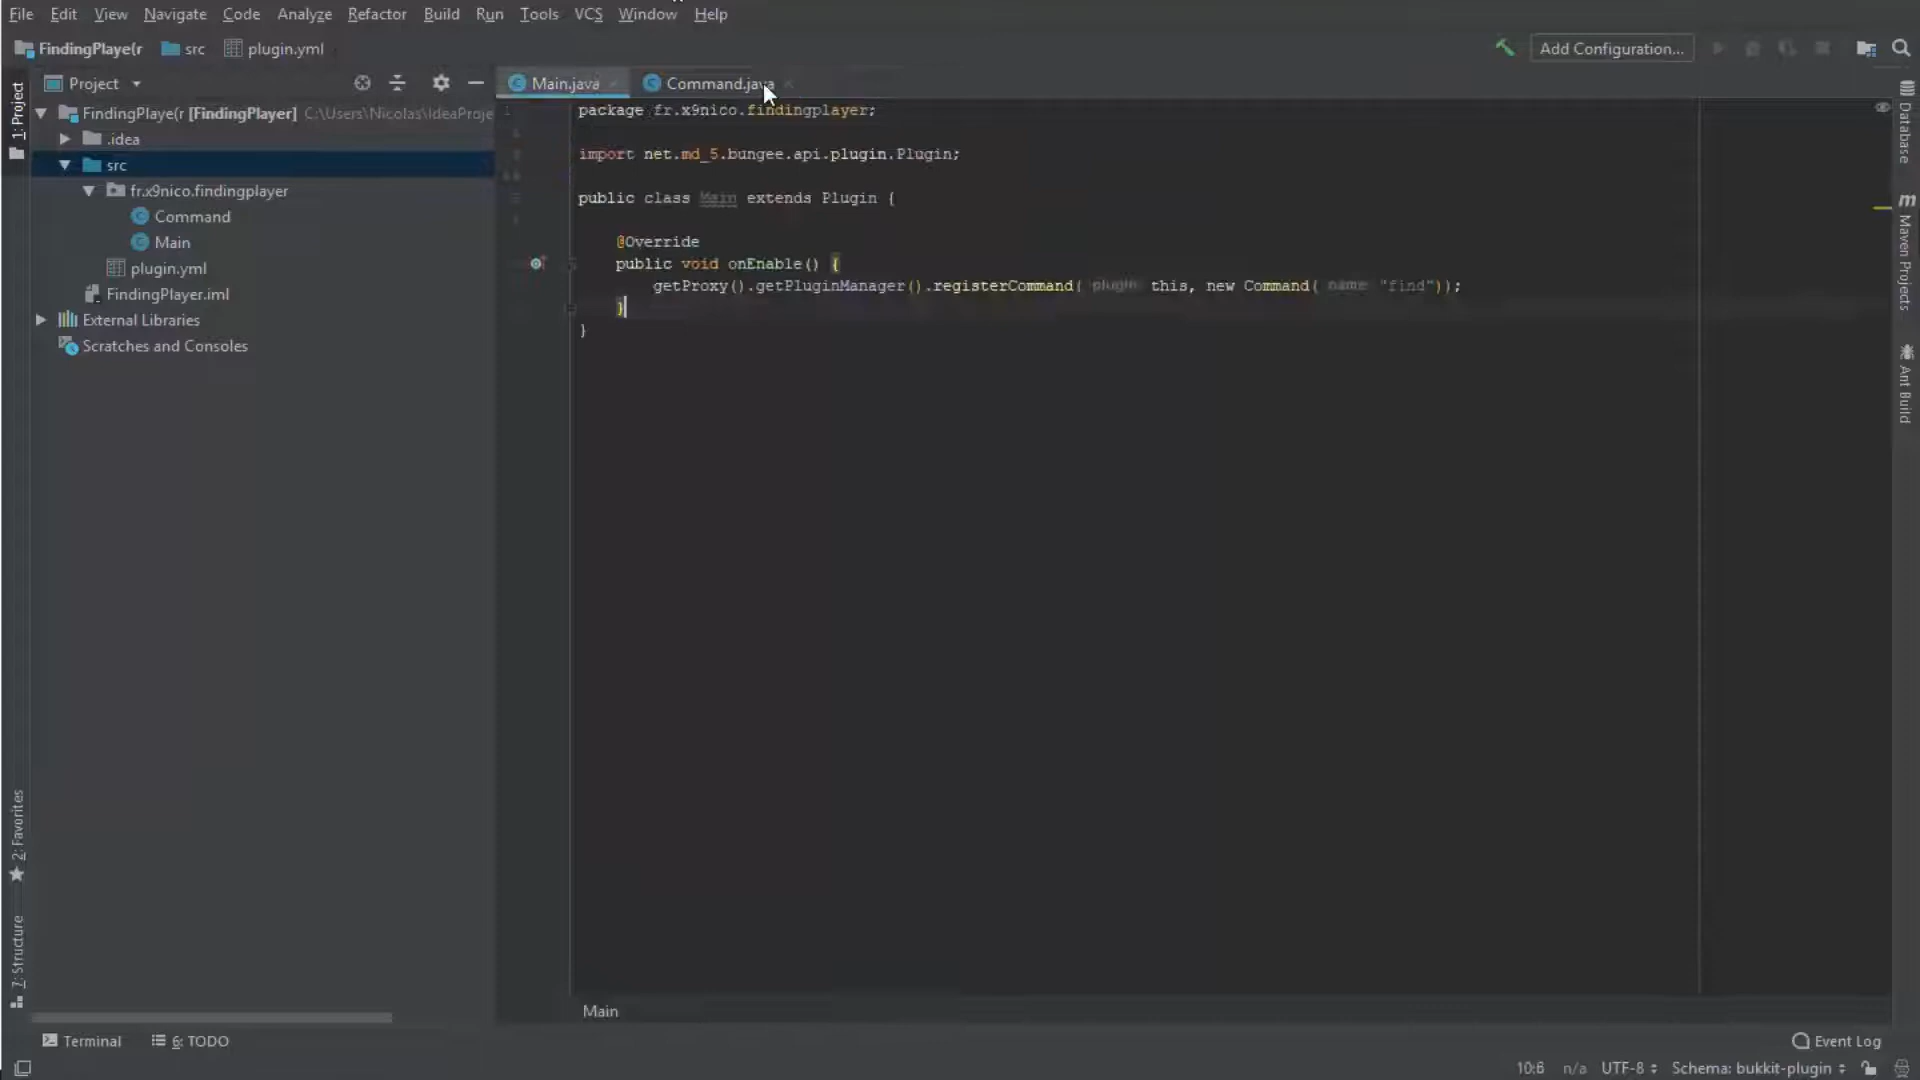 File Edit View Navigate Code Analyze Refactor Build Run Tools VCS Window Help
FindingPlaye(r src plugin.yml Add Configuration...
Project
Main.java Command.java
1: Project
FindingPlaye(r [FindingPlayer] C:\Users\Nicolas\IdeaProje
.idea
src
fr.x9nico.findingplayer
Command
Main
plugin.yml
FindingPlayer.iml
External Libraries
Scratches and Consoles
package fr.x9nico.findingplayer;
import net.md_5.bungee.api.plugin.Plugin;
public class Main extends Plugin {
@Override
public void onEnable() {
getProxy().getPluginManager().registerCommand( plugin: this, new Command( name: "find"));
}
}
Database
m Maven Projects
Ant Build
2: Favorites
7: Structure
Main
Terminal 6: TODO Event Log
10:6 n/a UTF-8 Schema: bukkit-plugin